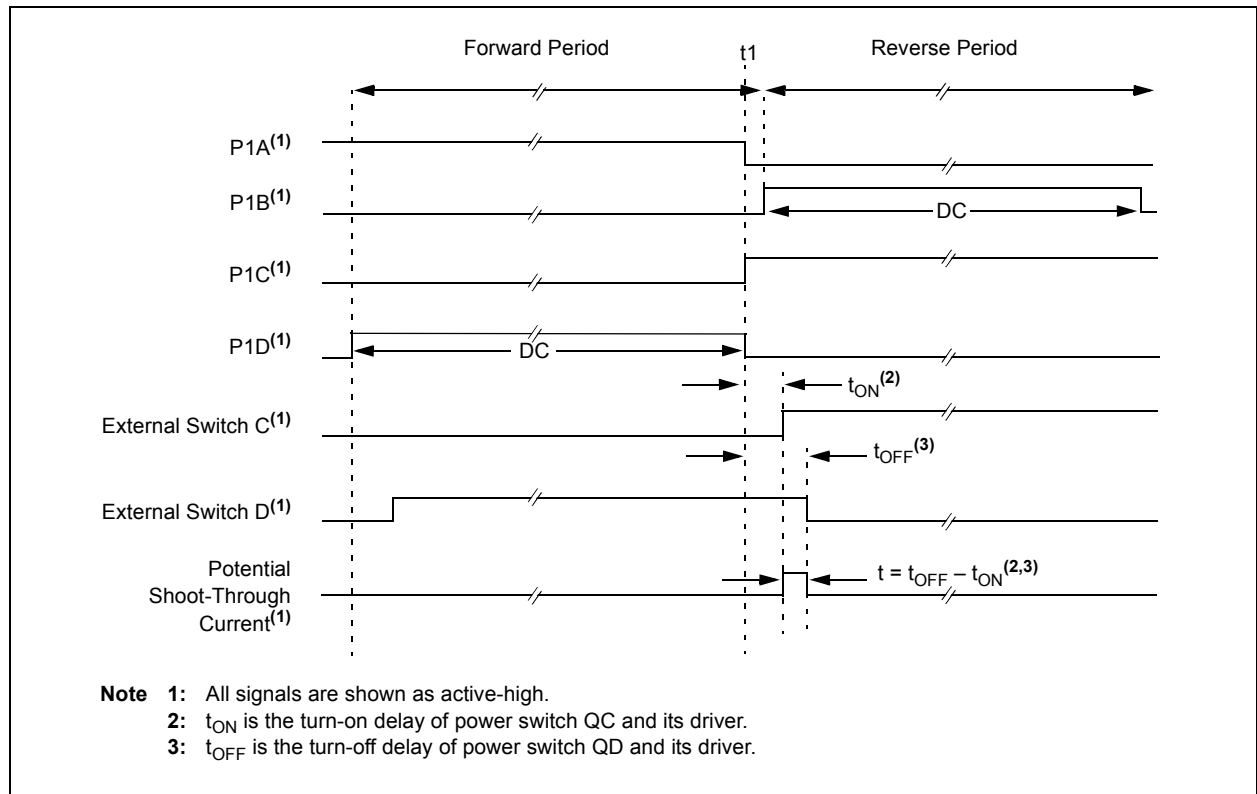 Forward Period
t1
Reverse Period
P1A(1)
P1B(1)
DC
P1C(1)
P1D(1)
DC
tON(2)
External Switch C(1)
tOFF(3)
External Switch D(1)
Potential
Shoot-Through
Current(1)
t = tOFF – tON(2,3)
Note 1: All signals are shown as active-high.
2: tON is the turn-on delay of power switch QC and its driver.
3: tOFF is the turn-off delay of power switch QD and its driver.